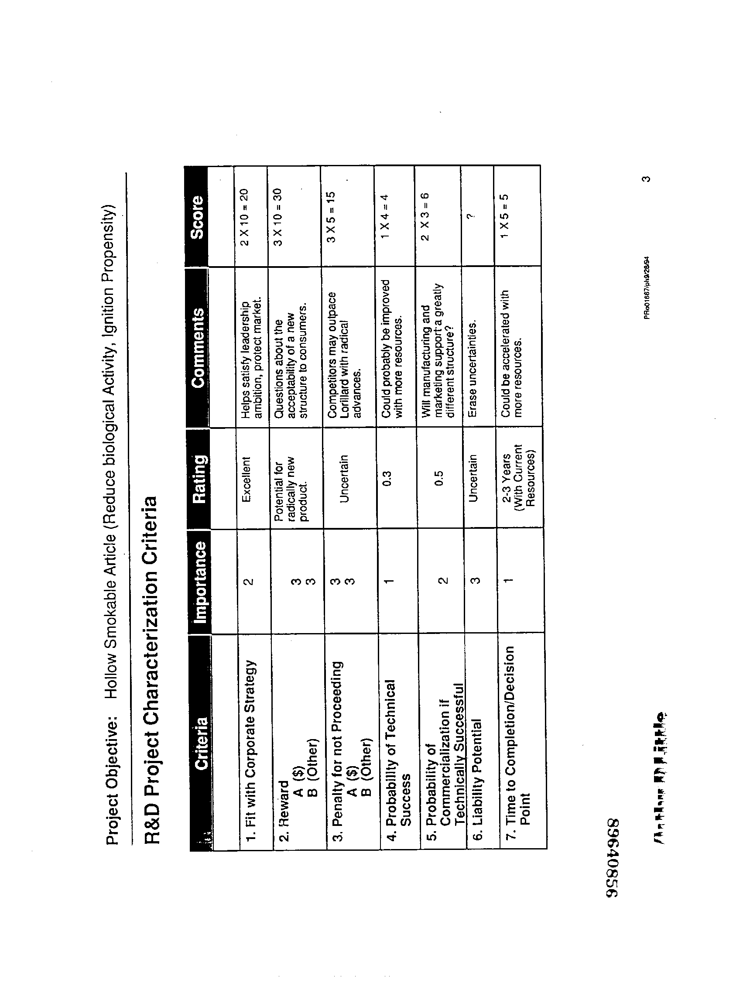 Project Objective: Hollow Smokable Article (Reduce biological Activity, Ignition Propensity)
R&D Project Characterization Criteria
Criteria Importance Rating Comments Score
1. Fit with Corporate Strategy 2 Excellent Helps satisfy leadership ambition, protect market. 2 X 10 = 20
2. Reward
A ($) 3
B (Other) 3
Potential for
radically new
product.
Questions about the
acceptability of a new
structure to consumers.
3 X 10 = 30
3. Penalty for not Proceeding
A ($) 3
B (Other) 3
Uncertain
Competitors may outpace
Lorillard with radical
advances.
3 X 5 = 15
4. Probability of Technical
Success
1
0.3
Could probably be improved
with more resources.
1 X 4 = 4
5. Probability of
Commercialization if
Technically Successful
2
0.5
Will manufacturing and
marketing support a greatly
different structure?
2 X 3 = 6
6. Liability Potential 3 Uncertain Erase uncertainties. ?
7. Time to Completion/Decision
Point
1
2-3 Years
(With Current
Resources)
Could be accelerated with
more resources.
1 X 5 = 5
89640856
3